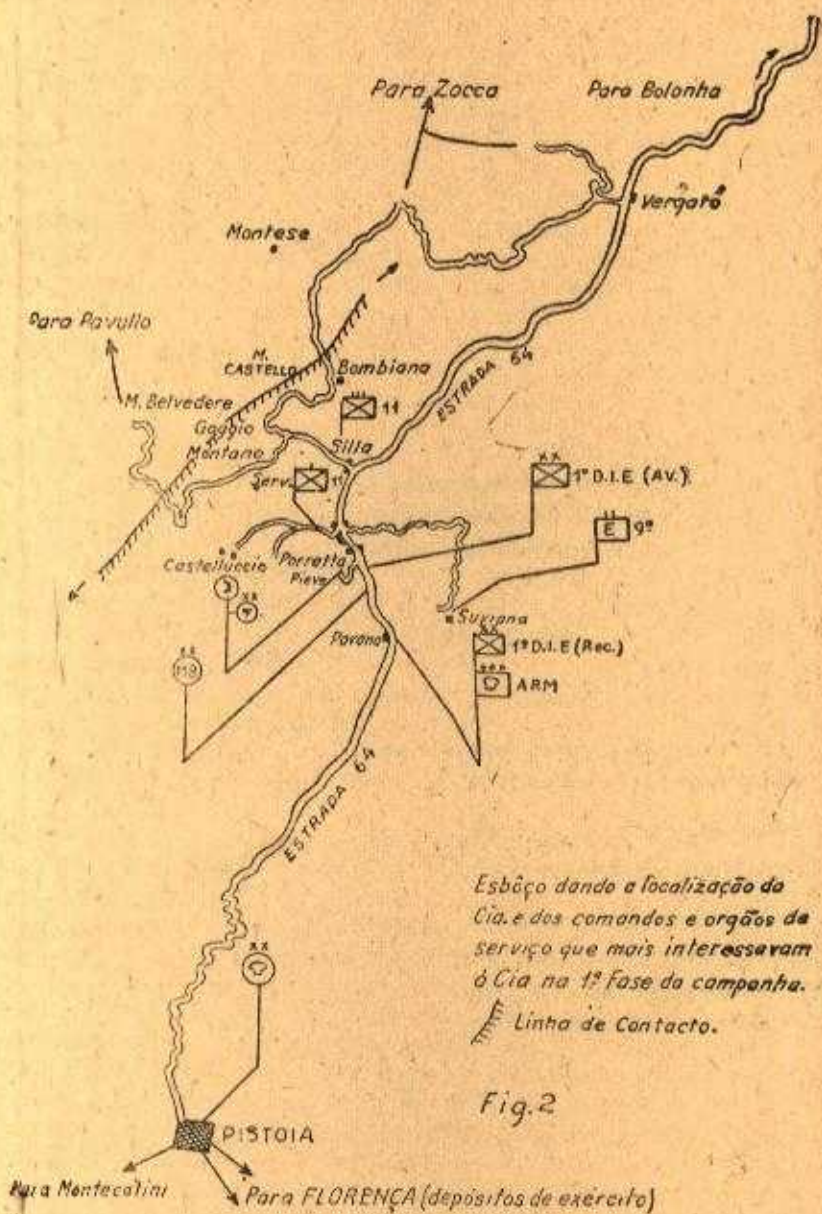 Para Zocca
Para Bolonha
Vergato
Montese
Para Pavullo
M.
CASTELLO
Bombiana
M. Belvedere
Gaggio
Montano
11
ESTRADA 64
Silla
Serv.
11
1ª D.I.E (AV.)
E 9º
Castelluccio
Porretta
Pieve
Suviana
Pavana
1ª D.I.E (Rec.)
ARM
MB
ESTRADA 64
Esbôço dando a localização da
Cia. e dos comandos e orgãos de
serviço que mais interessavam
á Cia na 1ª Fase da campanha.
Linha de Contacto.
Fig.2
PISTOIA
Para Montecatini
Para FLORENÇA (depósitos de exército)